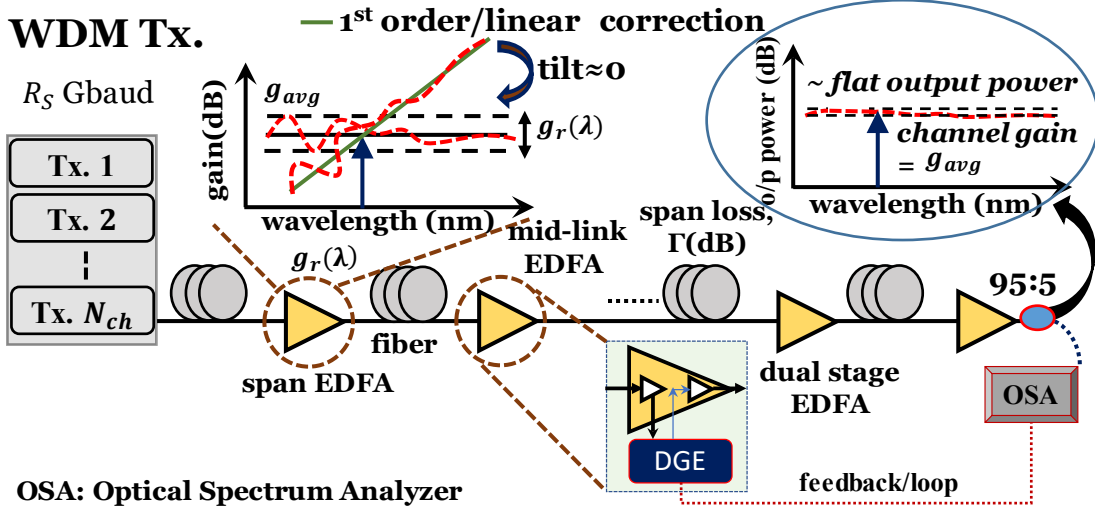 WDM Tx.
R_S Gbaud
Tx. 1
Tx. 2
Tx. N_ch
1st order/linear correction
tilt≈0
g_avg
g_r(λ)
gain(dB)
wavelength (nm)
o/p power (dB)
~ flat output power
channel gain
= g_avg
wavelength (nm)
g_r(λ)
mid-link
EDFA
span loss,
Γ(dB)
95:5
fiber
span EDFA
dual stage
EDFA
OSA
DGE
feedback/loop
OSA: Optical Spectrum Analyzer